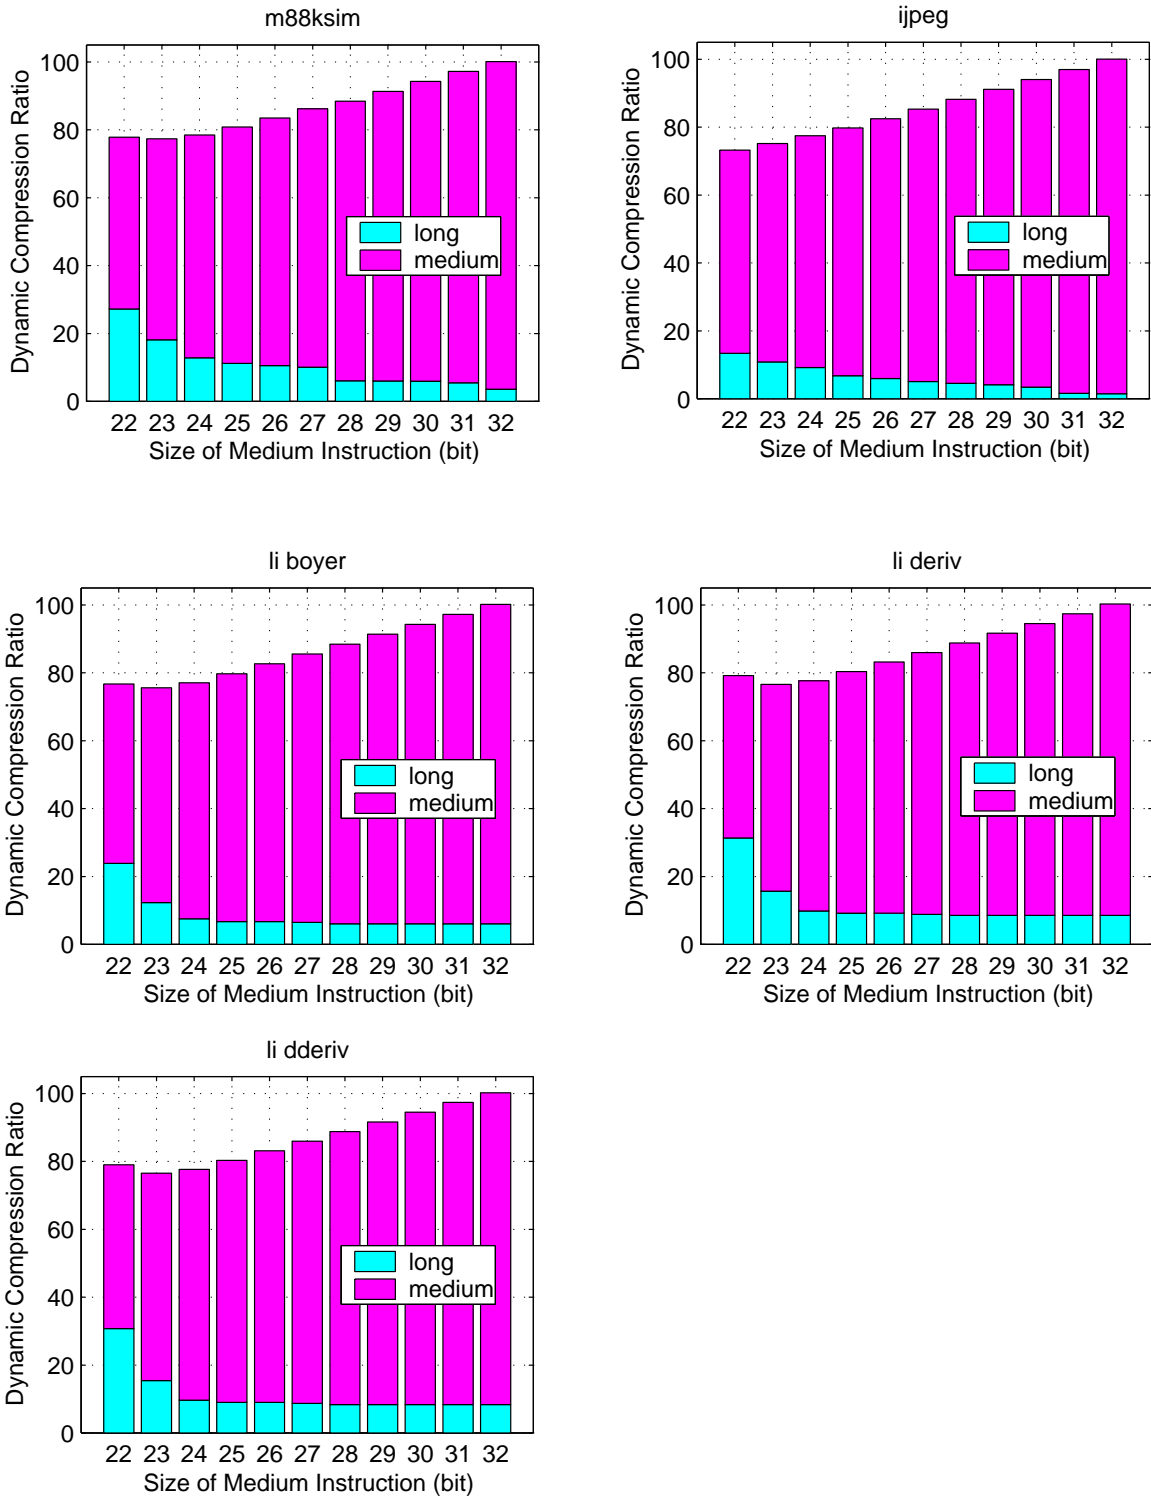 m88ksim
Dynamic Compression Ratio
100
80
60
40
20
0
long
medium
22 23 24 25 26 27 28 29 30 31 32
Size of Medium Instruction (bit)
ijpeg
Dynamic Compression Ratio
100
80
60
40
20
0
long
medium
22 23 24 25 26 27 28 29 30 31 32
Size of Medium Instruction (bit)
li boyer
Dynamic Compression Ratio
100
80
60
40
20
0
long
medium
22 23 24 25 26 27 28 29 30 31 32
Size of Medium Instruction (bit)
li deriv
Dynamic Compression Ratio
100
80
60
40
20
0
long
medium
22 23 24 25 26 27 28 29 30 31 32
Size of Medium Instruction (bit)
li dderiv
Dynamic Compression Ratio
100
80
60
40
20
0
long
medium
22 23 24 25 26 27 28 29 30 31 32
Size of Medium Instruction (bit)